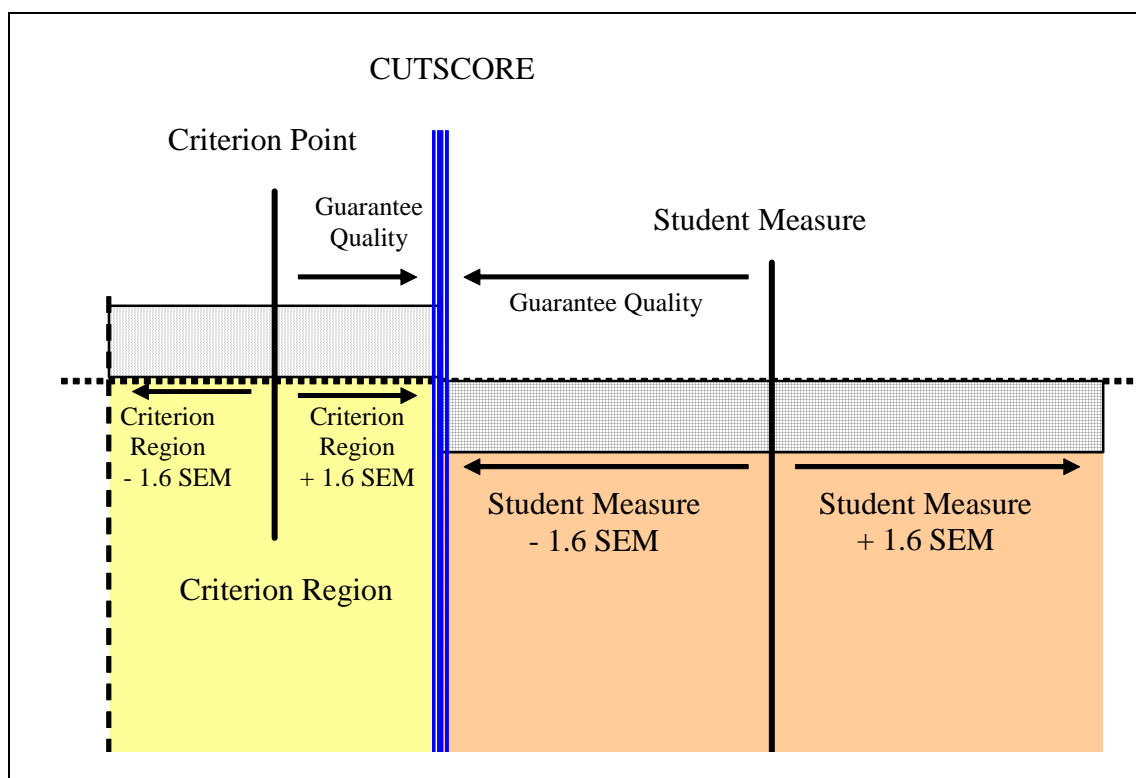 CUTSCORE
Criterion Point
Guarantee
Quality
Student Measure
Guarantee Quality
Criterion
Region
- 1.6 SEM
Criterion
Region
+ 1.6 SEM
Student Measure
- 1.6 SEM
Student Measure
+ 1.6 SEM
Criterion Region